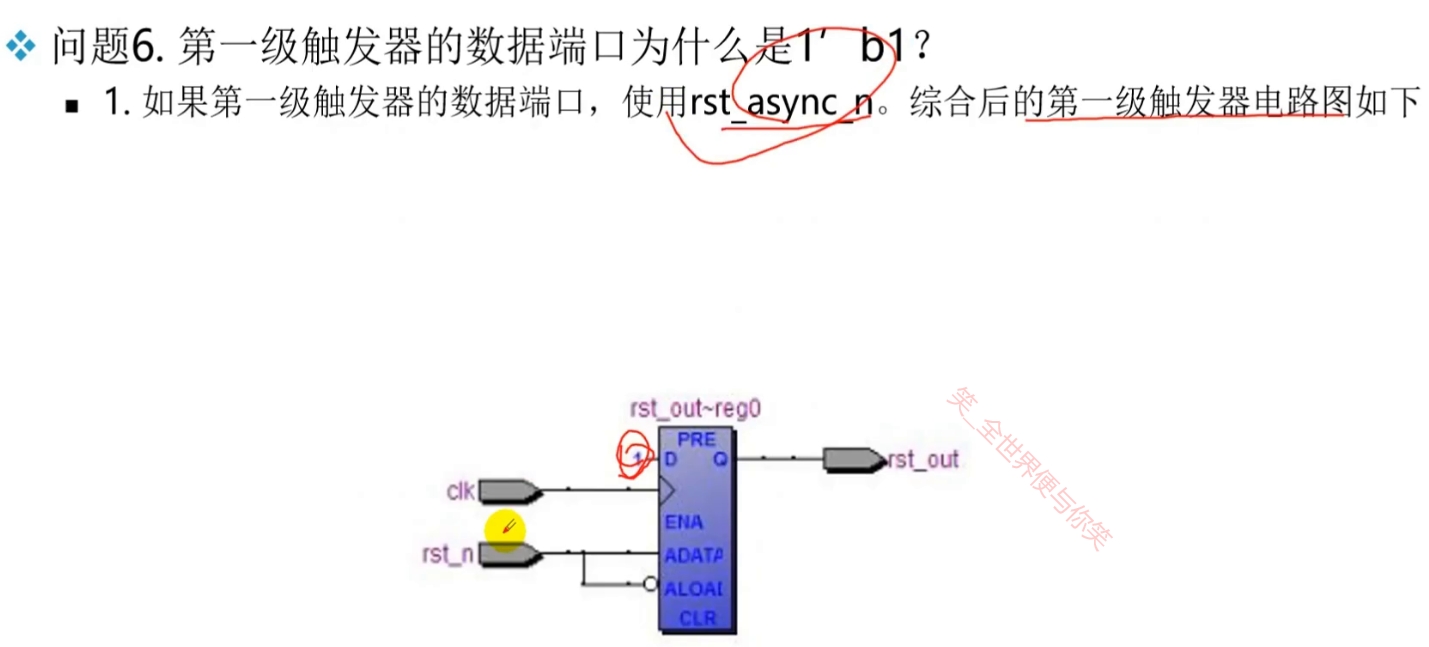 ❖ 问题6. 第一级触发器的数据端口为什么是1’b1？
■ 1. 如果第一级触发器的数据端口，使用rst_async_n。综合后的第一级触发器电路图如下
rst_out~reg0
PRE
1 D Q
rst_out
clk
ENA
rst_n
ADATA
ALOAD
CLR
笑_全世界便与你笑